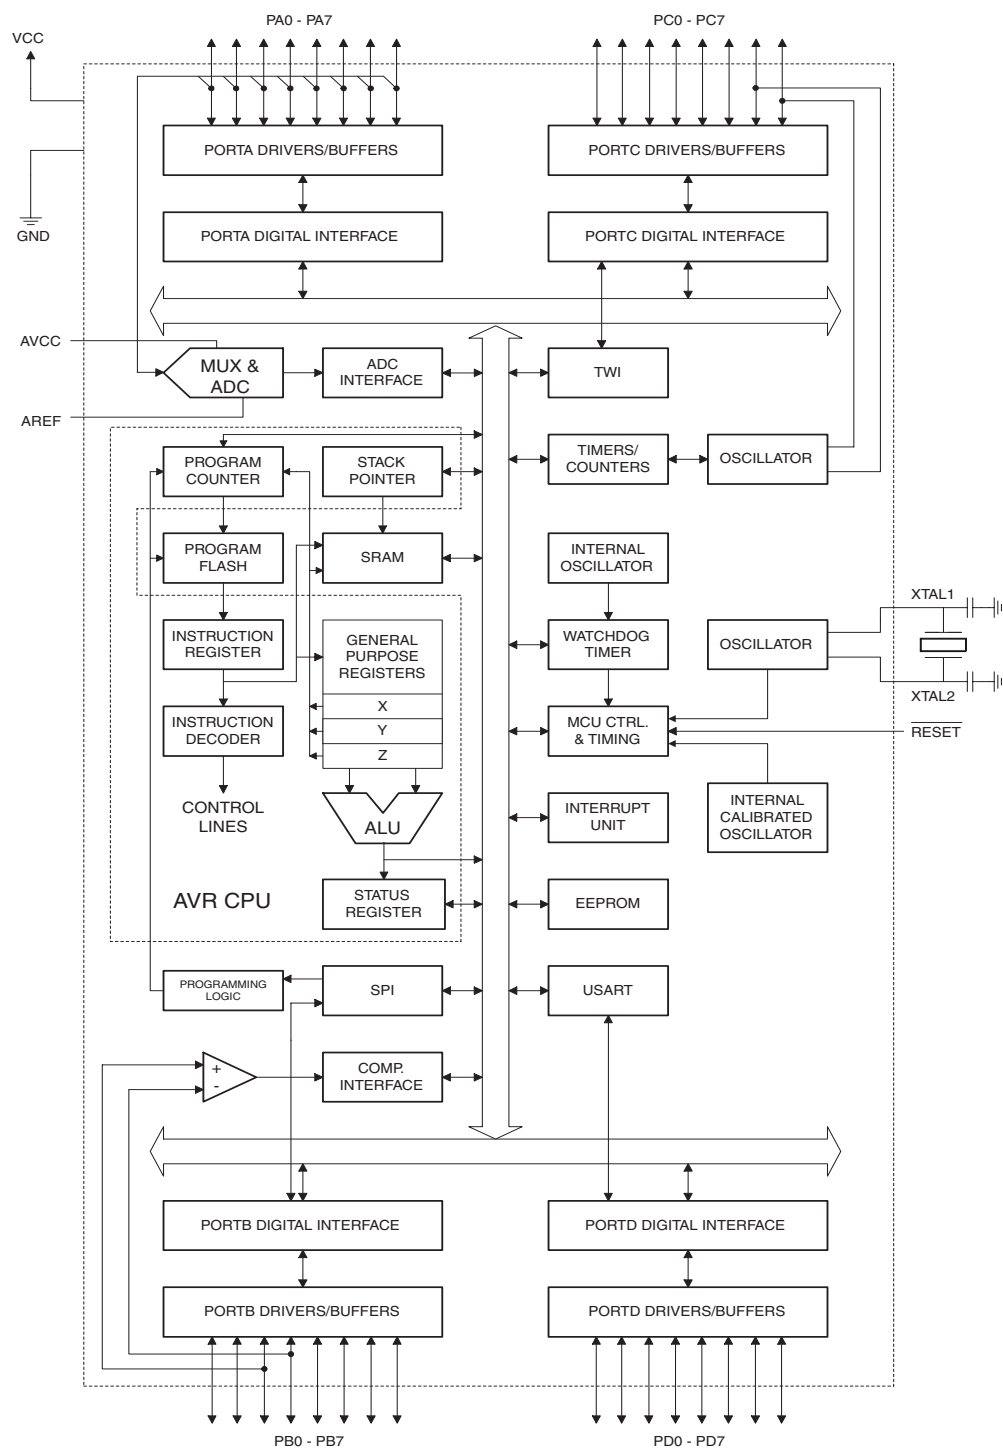 PA0 - PA7
PC0 - PC7
VCC
PORTA DRIVERS/BUFFERS
PORTC DRIVERS/BUFFERS
GND
PORTA DIGITAL INTERFACE
PORTC DIGITAL INTERFACE
AVCC
MUX &
ADC
ADC
INTERFACE
TWI
AREF
PROGRAM
COUNTER
STACK
POINTER
TIMERS/
COUNTERS
OSCILLATOR
PROGRAM
FLASH
SRAM
INTERNAL
OSCILLATOR
XTAL1
INSTRUCTION
REGISTER
GENERAL
PURPOSE
REGISTERS
WATCHDOG
TIMER
OSCILLATOR
XTAL2
X
Y
Z
INSTRUCTION
DECODER
MCU CTRL.
& TIMING
RESET
CONTROL
LINES
ALU
INTERRUPT
UNIT
INTERNAL
CALIBRATED
OSCILLATOR
AVR CPU
STATUS
REGISTER
EEPROM
PROGRAMMING
LOGIC
SPI
USART
+
-
COMP.
INTERFACE
PORTB DIGITAL INTERFACE
PORTD DIGITAL INTERFACE
PORTB DRIVERS/BUFFERS
PORTD DRIVERS/BUFFERS
PB0 - PB7
PD0 - PD7